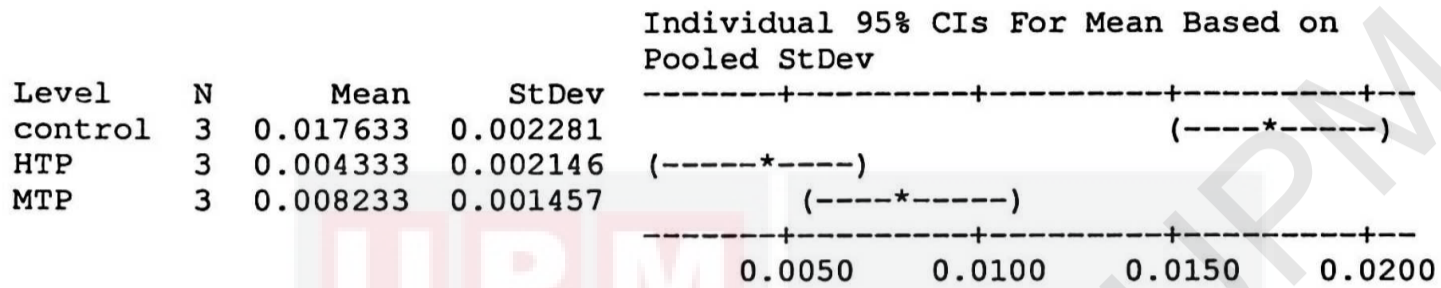 Individual 95% CIs For Mean Based on
Pooled StDev
Level N Mean StDev -------+---------+---------+---------+--
control 3 0.017633 0.002281 (----*-----)
HTP 3 0.004333 0.002146 (-----*----)
MTP 3 0.008233 0.001457 (----*-----)
-------+---------+---------+---------+--
0.0050 0.0100 0.0150 0.0200
UPM
UPM